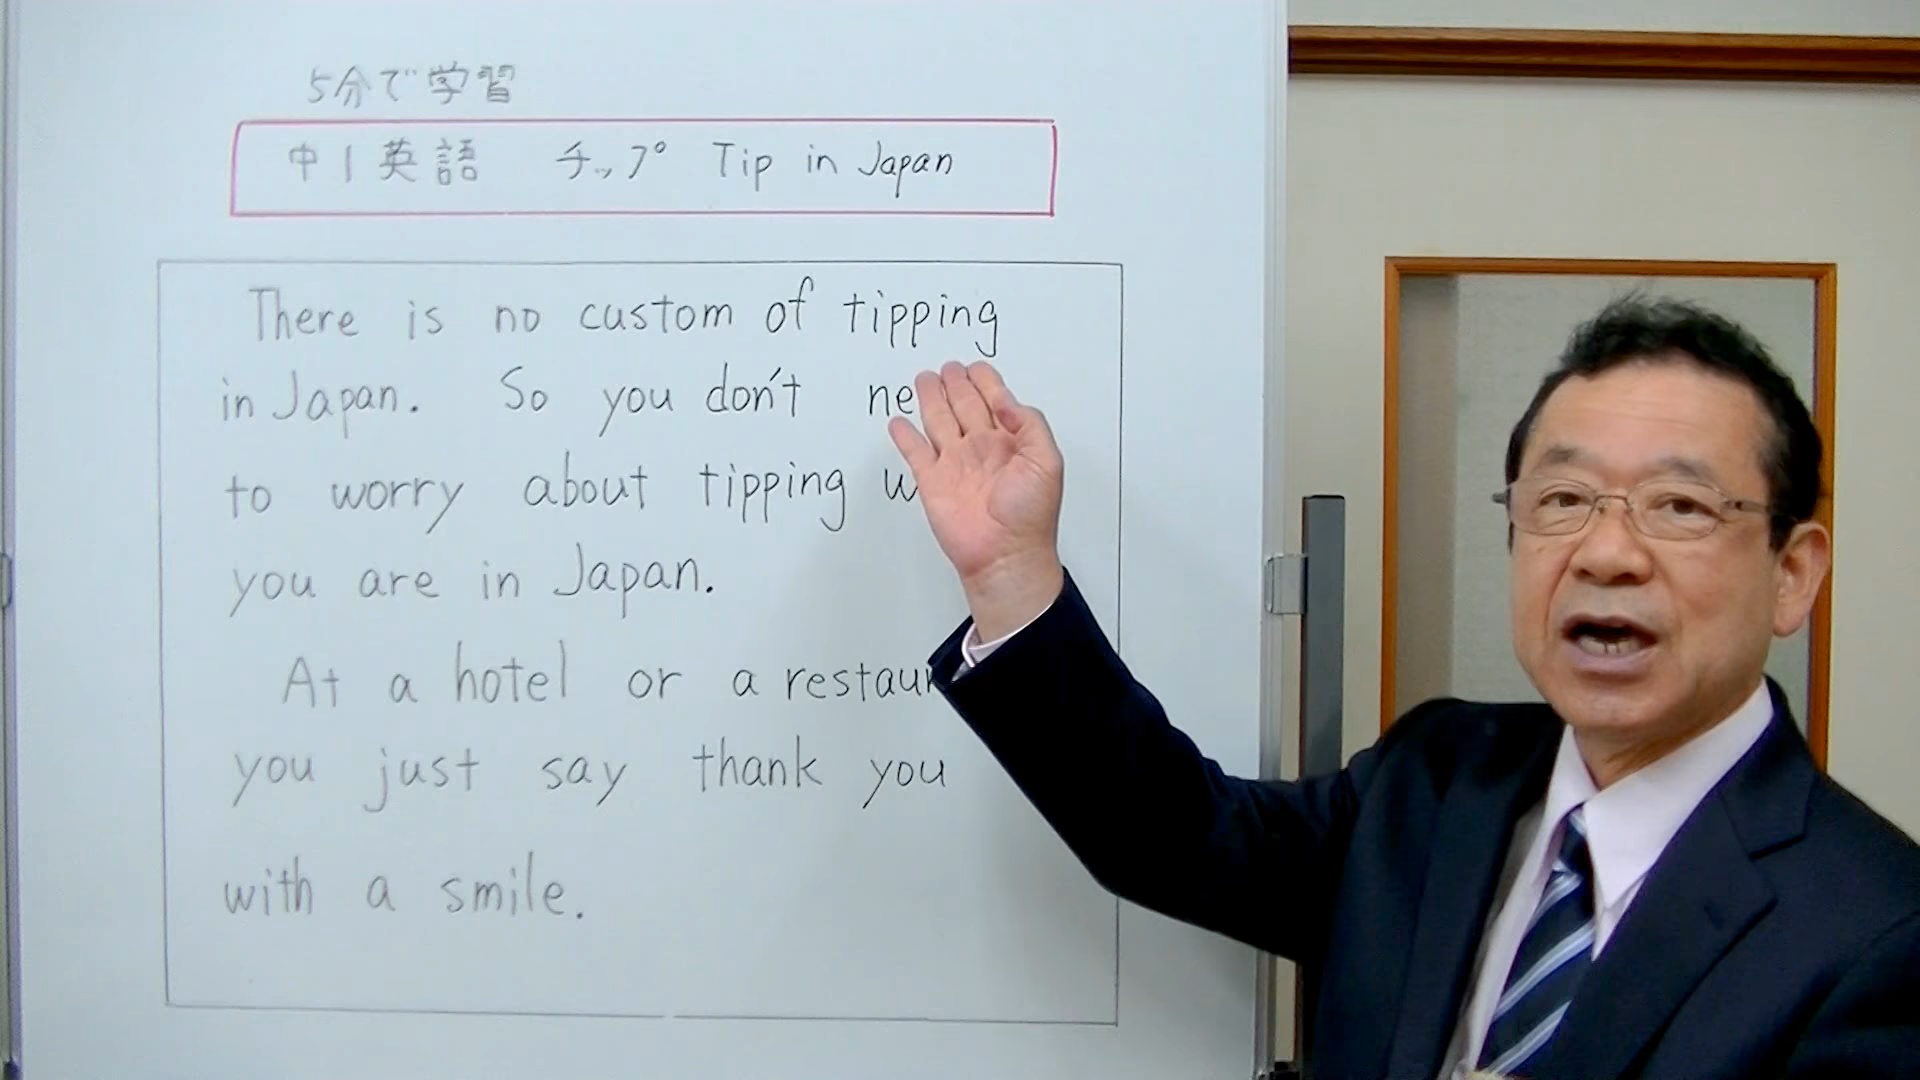 5分で学習
中1英語 チップ Tip in Japan
There is no custom of tipping
in Japan. So you don't
to worry about tipping
you are in Japan.
At a hotel or a
you just say thank you
with a smile.